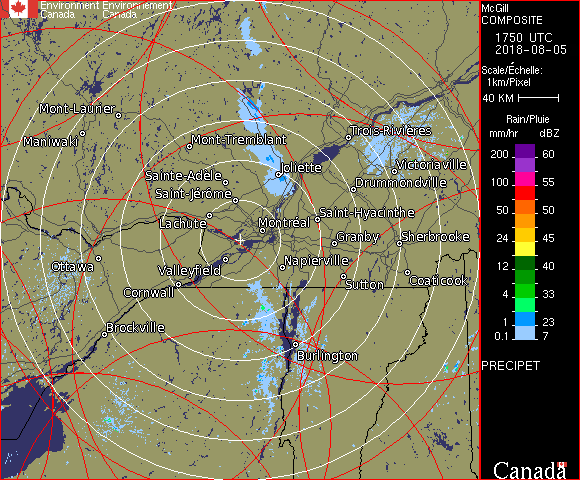 Environment Environnement
Canada Canada
McGill
COMPOSITE
1750 UTC
2018-08-05
Scale/Échelle:
1km/Pixel
40 KM
Rain/Pluie
mm/hr dBZ
200 60
150 57
100 55
50 50
24 45
12 40
4 33
1 23
0.1 7
PRECIPET
Canada
Mont-Laurier
Maniwaki
Mont-Tremblant
Trois-Rivières
Sainte-Adèle
Joliette
Victoriaville
Saint-Jérôme
Drummondville
Lachute
Montréal
Saint-Hyacinthe
Granby
Sherbrooke
Ottawa
Valleyfield
Napierville
Cornwall
Sutton
Coaticook
Brockville
Burlington